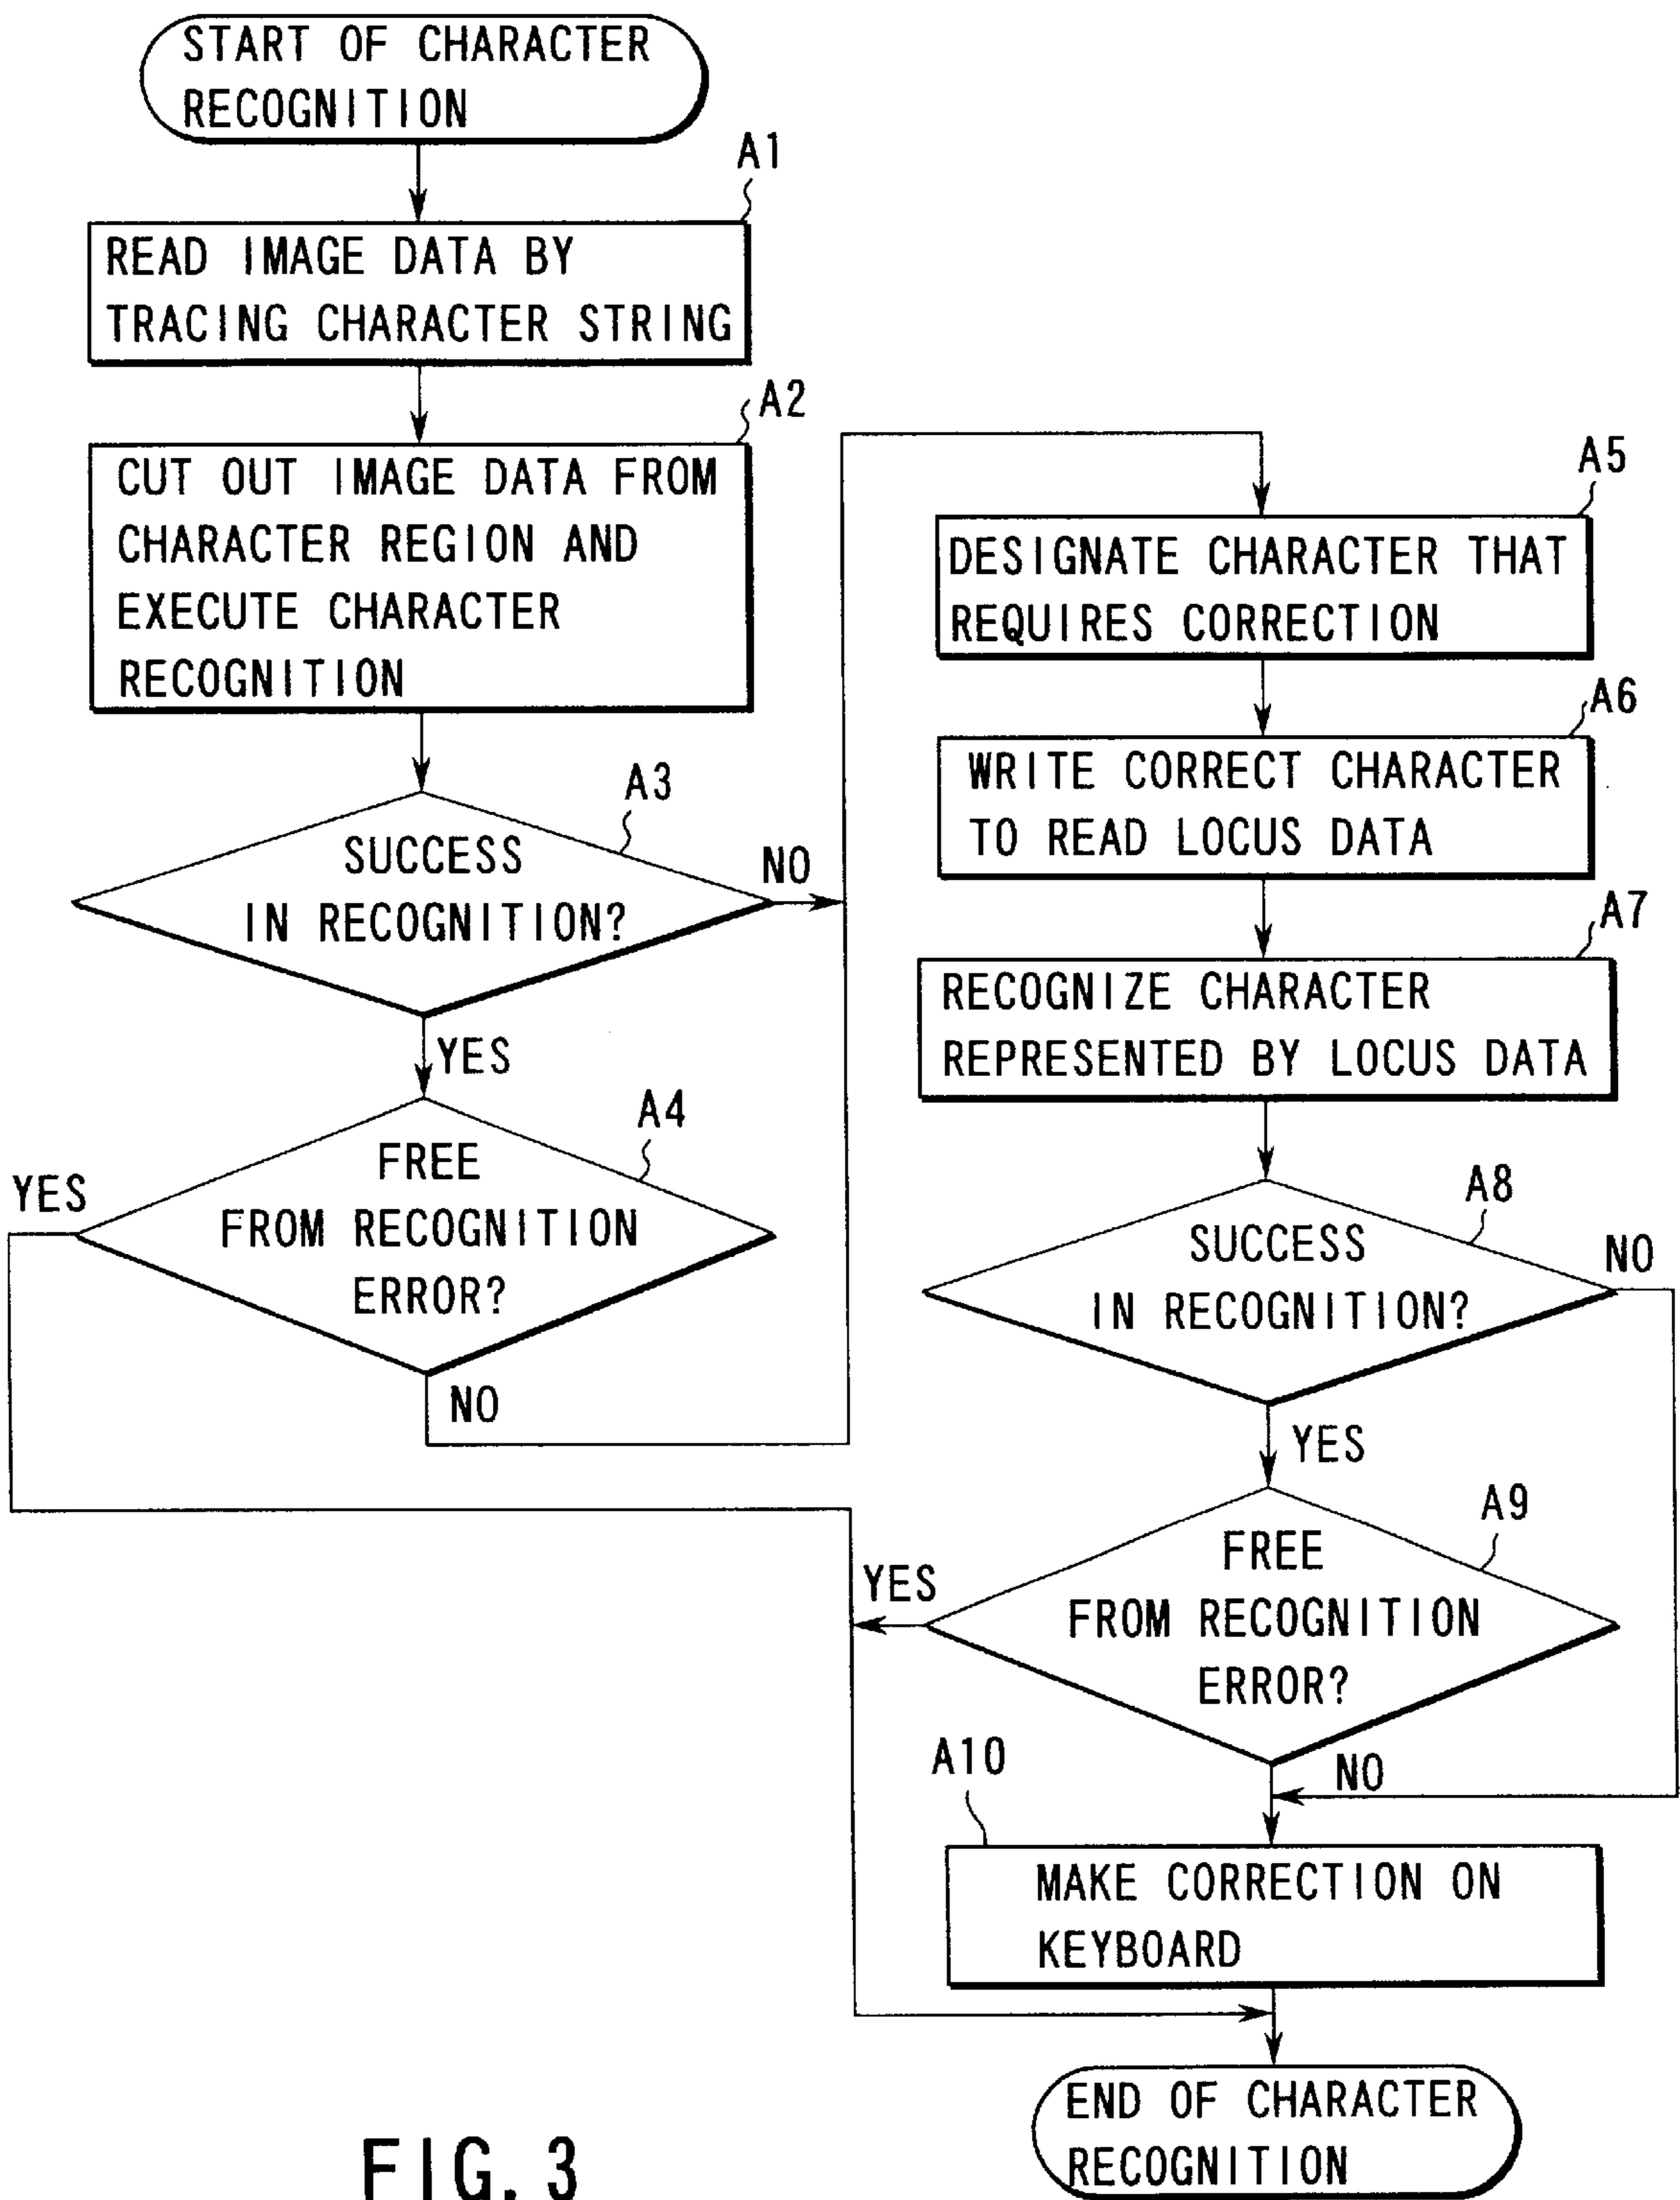 START OF CHARACTER
RECOGNITION
A1
READ IMAGE DATA BY
TRACING CHARACTER STRING
A2
CUT OUT IMAGE DATA FROM
CHARACTER REGION AND
EXECUTE CHARACTER
RECOGNITION
A3
SUCCESS
IN RECOGNITION?
NO
YES
A4
FREE
FROM RECOGNITION
ERROR?
YES
NO
A5
DESIGNATE CHARACTER THAT
REQUIRES CORRECTION
A6
WRITE CORRECT CHARACTER
TO READ LOCUS DATA
A7
RECOGNIZE CHARACTER
REPRESENTED BY LOCUS DATA
A8
SUCCESS
IN RECOGNITION?
NO
YES
A9
FREE
FROM RECOGNITION
ERROR?
YES
NO
A10
MAKE CORRECTION ON
KEYBOARD
END OF CHARACTER
RECOGNITION
FIG. 3